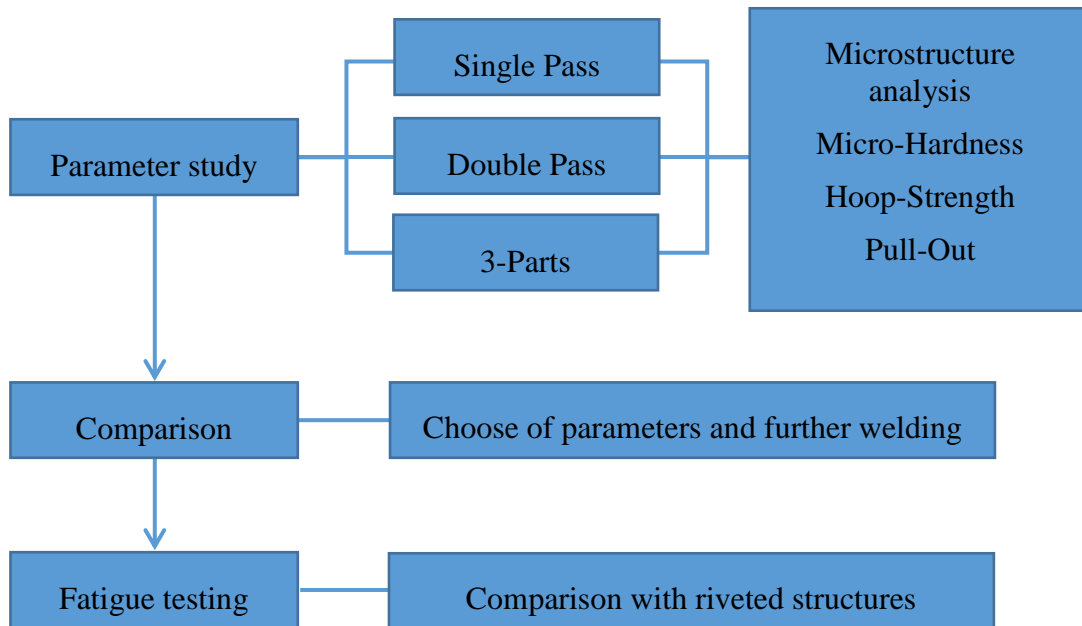 Parameter study
Single Pass
Double Pass
3-Parts
Microstructure
analysis
Micro-Hardness
Hoop-Strength
Pull-Out
Comparison
Choose of parameters and further welding
Fatigue testing
Comparison with riveted structures